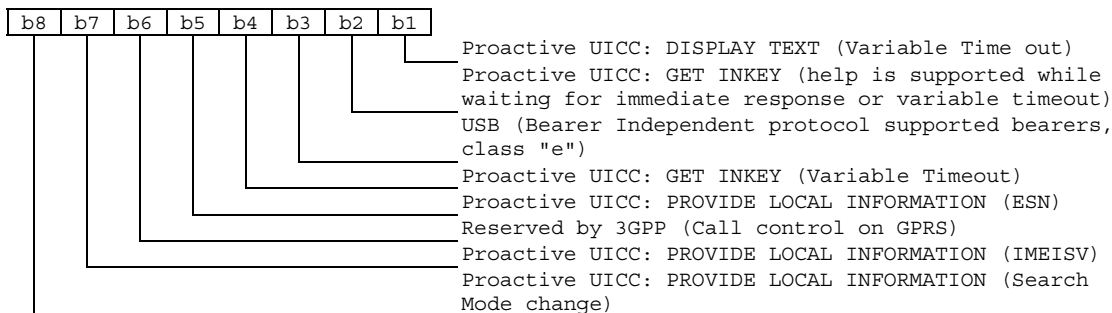 b8 b7 b6 b5 b4 b3 b2 b1
Proactive UICC: DISPLAY TEXT (Variable Time out)
Proactive UICC: GET INKEY (help is supported while
waiting for immediate response or variable timeout)
USB (Bearer Independent protocol supported bearers,
class "e")
Proactive UICC: GET INKEY (Variable Timeout)
Proactive UICC: PROVIDE LOCAL INFORMATION (ESN)
Reserved by 3GPP (Call control on GPRS)
Proactive UICC: PROVIDE LOCAL INFORMATION (IMEISV)
Proactive UICC: PROVIDE LOCAL INFORMATION (Search
Mode change)